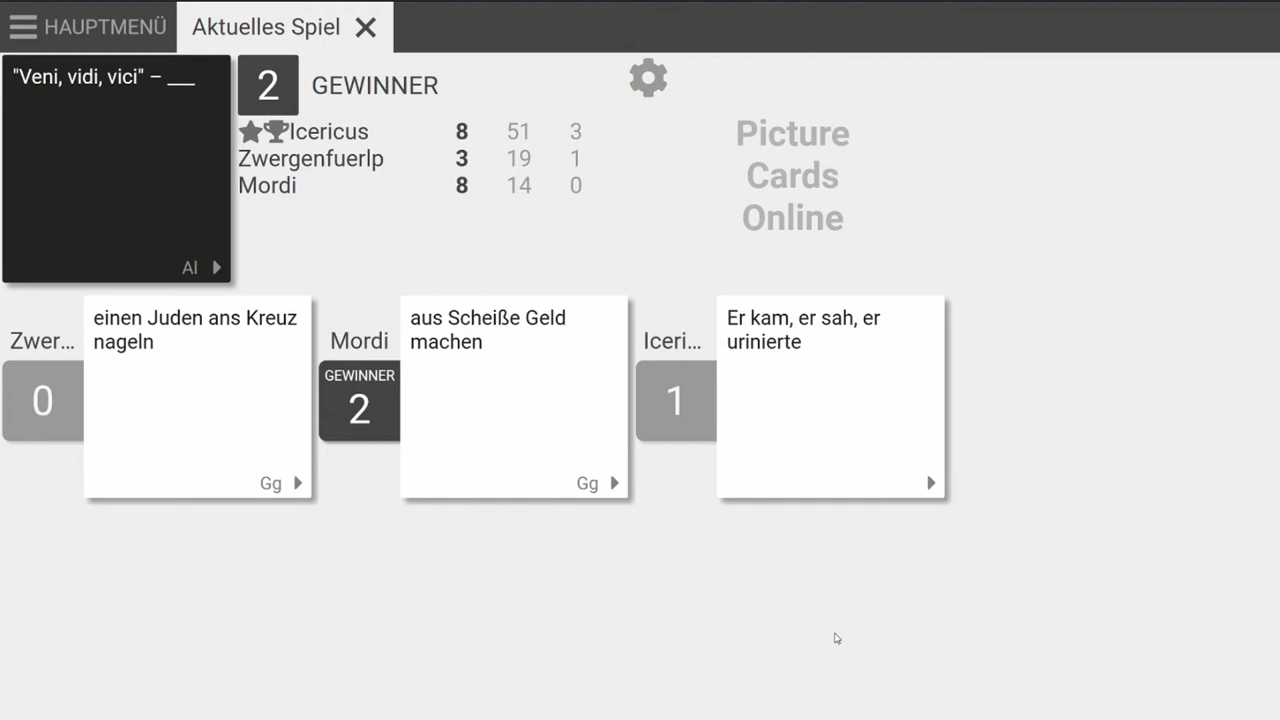 HAUPTMENÜ
Aktuelles Spiel
"Veni, vidi, vici" – ___
AI
2 GEWINNER
Icericus 8 51 3
Zwergenfuerlp 3 19 1
Mordi 8 14 0
Picture
Cards
Online
Zwer...
0
einen Juden ans Kreuz
nageln
Gg
Mordi
GEWINNER
2
aus Scheiße Geld
machen
Gg
Iceri...
1
Er kam, er sah, er
urinierte